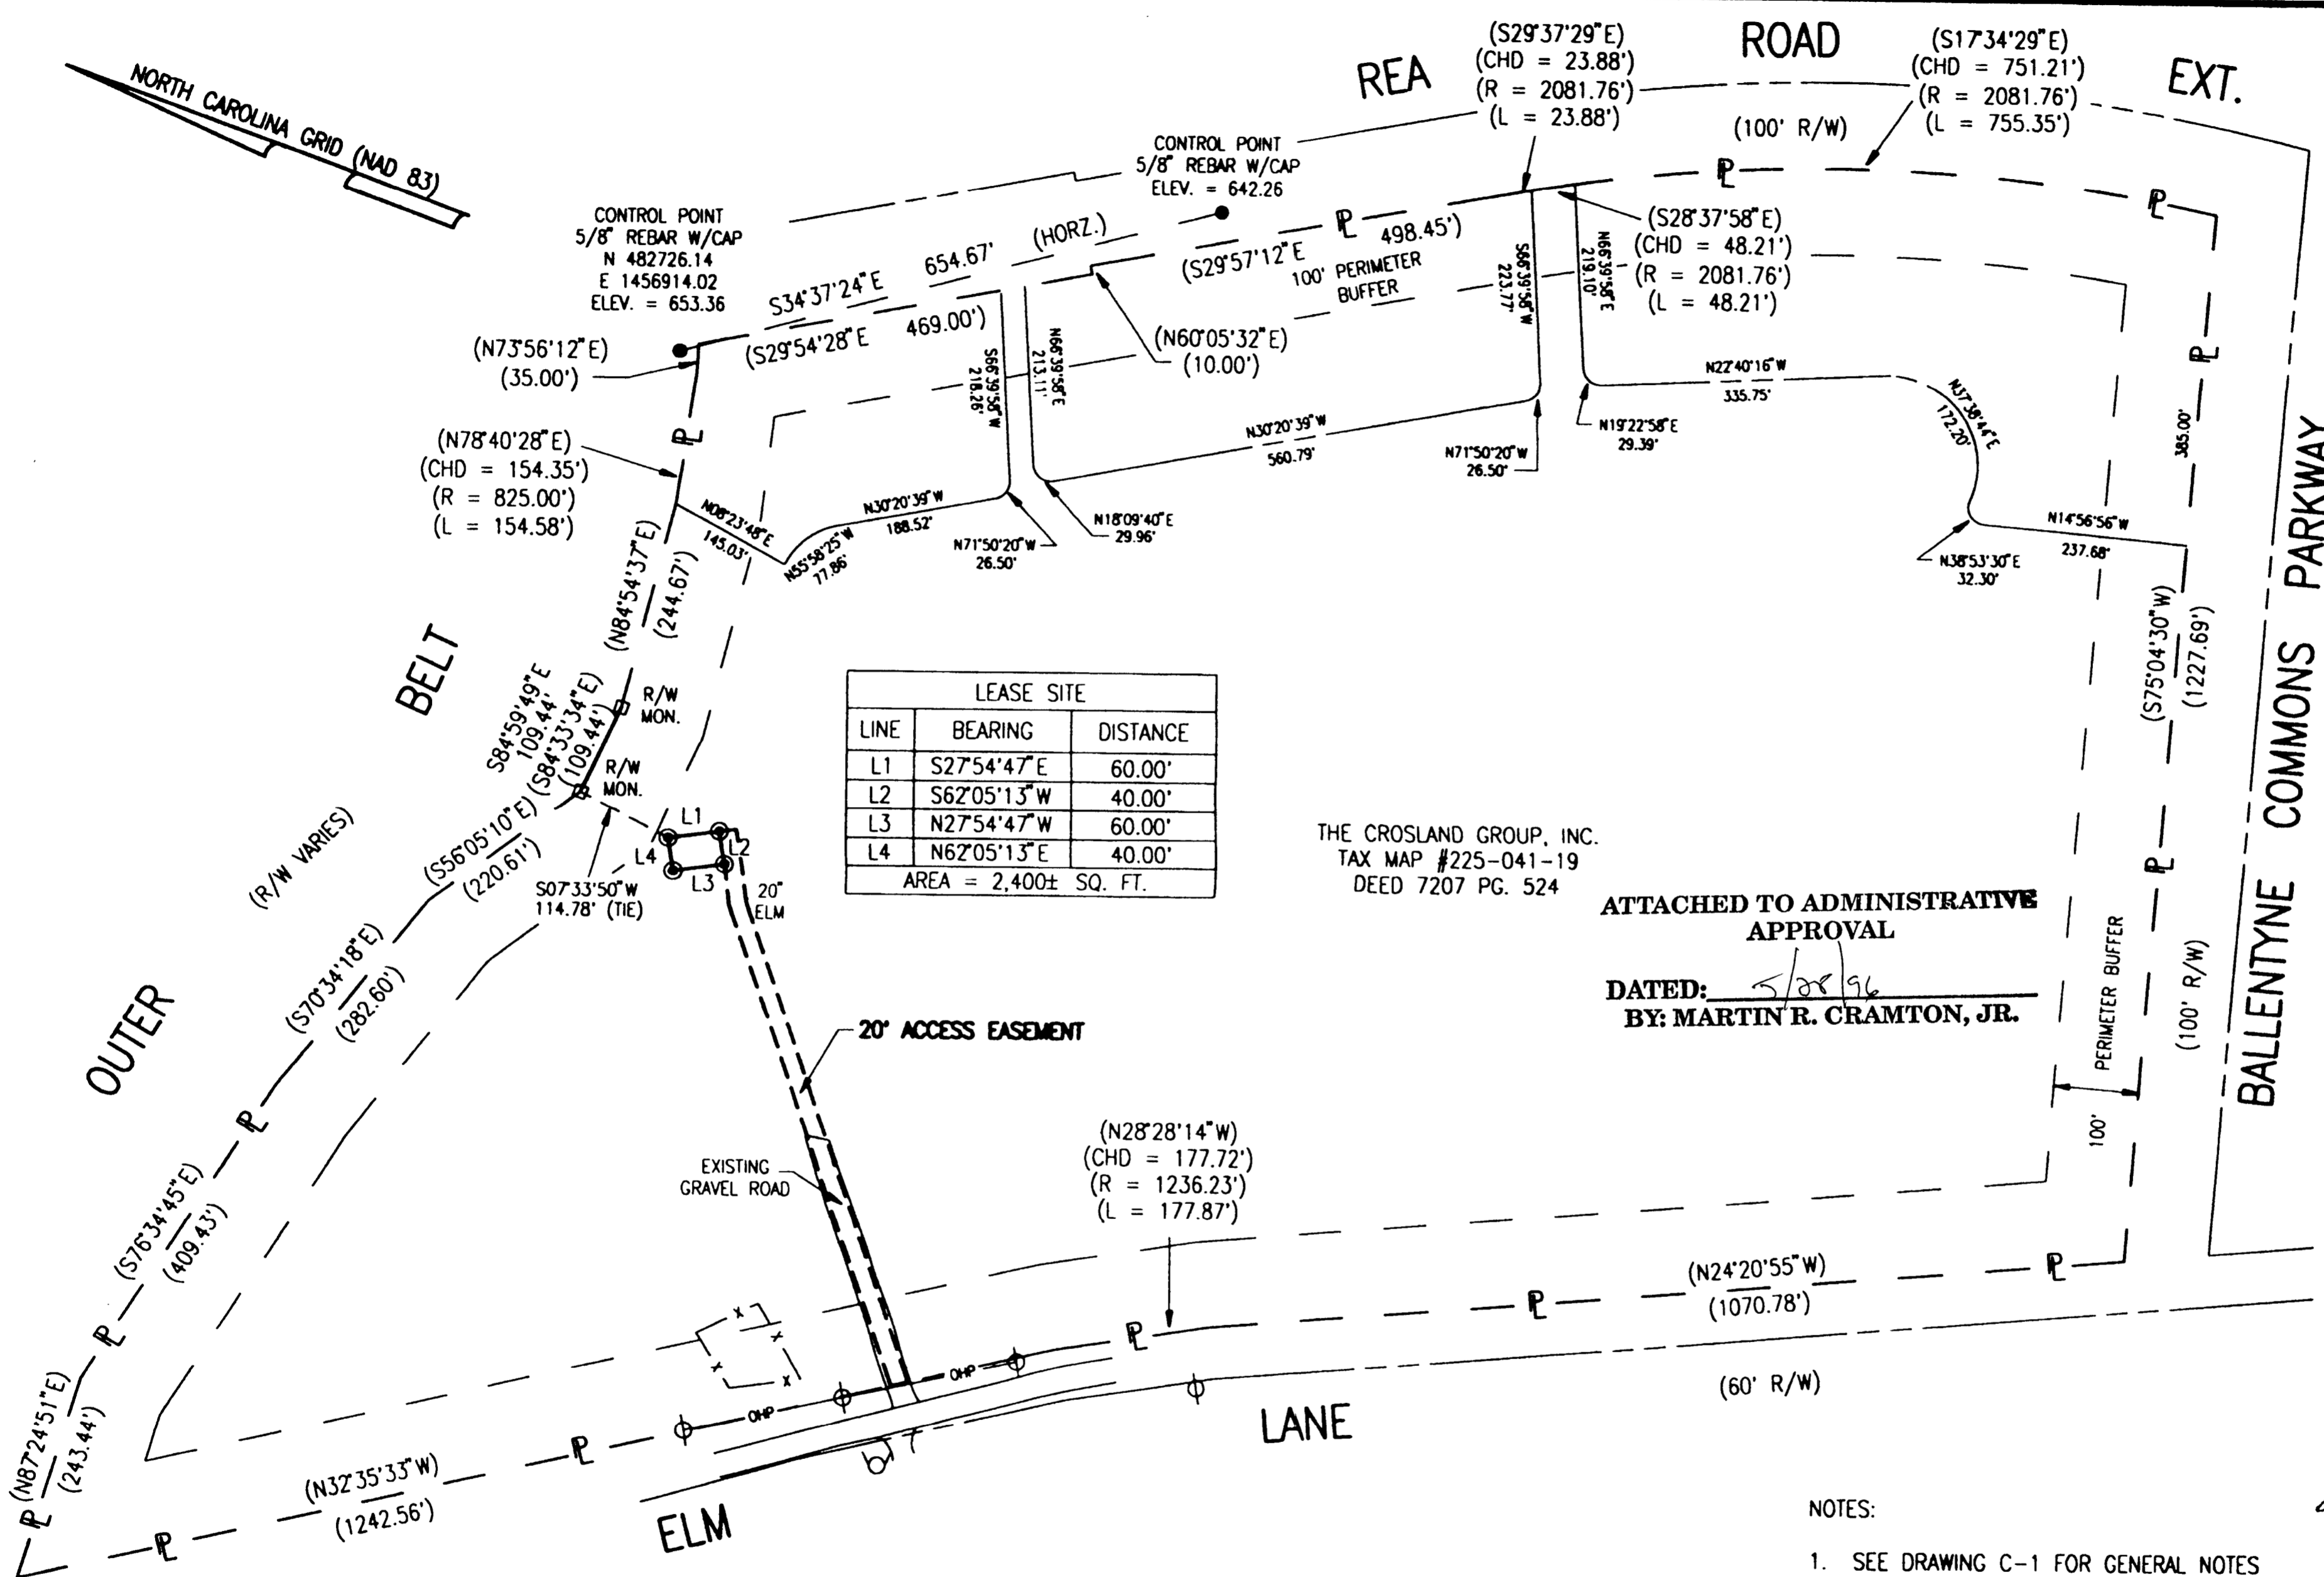 REA
ROAD
EXT.
(S29°37'29"E)
(CHD = 23.88')
(R = 2081.76')
(L = 23.88')
(S17°34'29"E)
(CHD = 751.21')
(R = 2081.76')
(L = 755.35')
(100' R/W)
NORTH CAROLINA GRID (NAD 83)
CONTROL POINT
5/8" REBAR W/CAP
ELEV. = 642.26
CONTROL POINT
5/8" REBAR W/CAP
N 482726.14
E 1456914.02
ELEV. = 653.36
S34°37'24"E 654.67' (HORZ.)
(S29°54'28"E 469.00')
(S29°57'12"E 498.45')
100' PERIMETER
BUFFER
(S28°37'58"E)
(CHD = 48.21')
(R = 2081.76')
(L = 48.21')
S66°39'58"W
223.77'
N66°39'58"E
219.10'
(N73°56'12"E)
(35.00')
(N60°05'32"E)
(10.00')
S66°39'58"W
218.26'
N66°39'58"E
213.11'
N22°40'16"W
335.75'
N37°38'44"E
172.20'
N19°22'58"E
29.39'
N30°20'39"W
560.79'
N71°50'20"W
26.50'
(N78°40'28"E)
(CHD = 154.35')
(R = 825.00')
(L = 154.58')
N08°23'48"E
145.03'
N55°58'25"W
77.86'
N30°20'39"W
188.52'
N71°50'20"W
26.50'
N18°09'40"E
29.96'
N14°56'56"W
237.68'
N38°53'30"E
32.30'
385.00'
(S75°04'30"W)
(1227.69')
BALLENTYNE COMMONS PARKWAY
(100' R/W)
(N84°54'37"E)
(244.67')
OUTER
BELT
(R/W VARIES)
S84°59'49"E
109.44'
(S84°33'34"E)
(109.44')
R/W
MON.
R/W
MON.
(S56°05'10"E)
(220.61')
S07°33'50"W
114.78' (TIE)
L1
L2
L3
L4
20"
ELM
LEASE SITE
LINE BEARING DISTANCE
L1 S27°54'47"E 60.00'
L2 S62°05'13"W 40.00'
L3 N27°54'47"W 60.00'
L4 N62°05'13"E 40.00'
AREA = 2,400± SQ. FT.
THE CROSLAND GROUP, INC.
TAX MAP #225-041-19
DEED 7207 PG. 524
ATTACHED TO ADMINISTRATIVE
APPROVAL
DATED: 5/28/96
BY: MARTIN R. CRAMTON, JR.
PERIMETER BUFFER
100'
(S70°34'18"E)
(282.60')
20' ACCESS EASEMENT
EXISTING
GRAVEL ROAD
(N28°28'14"W)
(CHD = 177.72')
(R = 1236.23')
(L = 177.87')
(S76°34'45"E)
(409.43')
(N24°20'55"W)
(1070.78')
(N87°24'51"E)
(243.44')
(N32°35'33"W)
(1242.56')
OHP
OHP
(60' R/W)
ELM
LANE
NOTES:
1. SEE DRAWING C-1 FOR GENERAL NOTES